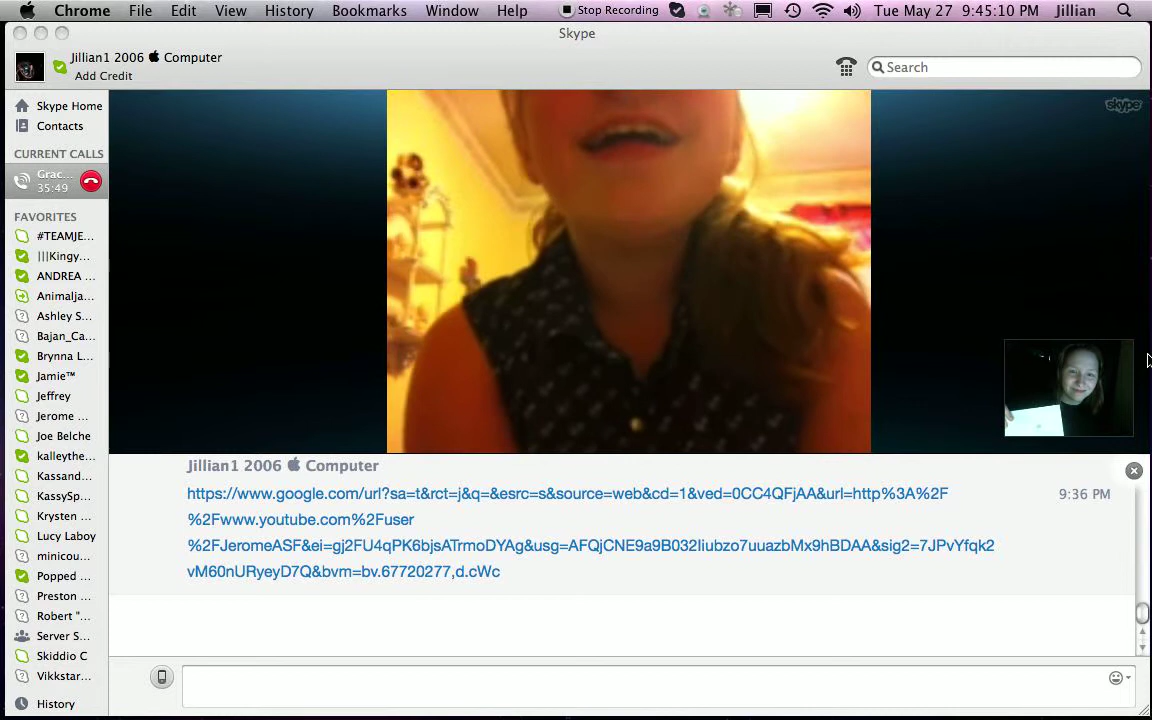 Chrome File Edit View History Bookmarks Window Help Stop Recording Tue May 27 9:45:10 PM Jillian
Skype
Jillian1 2006 Computer
Add Credit
Search
Skype Home
Contacts
CURRENT CALLS
Grac...
35:49
FAVORITES
#TEAMJE...
|||Kingy...
ANDREA ...
Animalja...
Ashley S...
Bajan_Ca...
Brynna L...
Jamie™
Jeffrey
Jerome ...
Joe Belche
kalleythe...
Kassand...
KassySp...
Krysten ...
Lucy Laboy
minicou...
Popped ...
Preston ...
Robert "...
Server S...
Skiddio C
Vikkstar...
History
skype
Jillian1 2006 Computer
https://www.google.com/url?sa=t&rct=j&q=&esrc=s&source=web&cd=1&ved=0CC4QFjAA&url=http%3A%2F 9:36 PM
%2Fwww.youtube.com%2Fuser
%2FJeromeASF&ei=gj2FU4qPK6bjsATrmoDYAg&usg=AFQjCNE9a9B032Iiubzo7uuazbMx9hBDAA&sig2=7JPvYfqk2
vM60nURyeyD7Q&bvm=bv.67720277,d.cWc